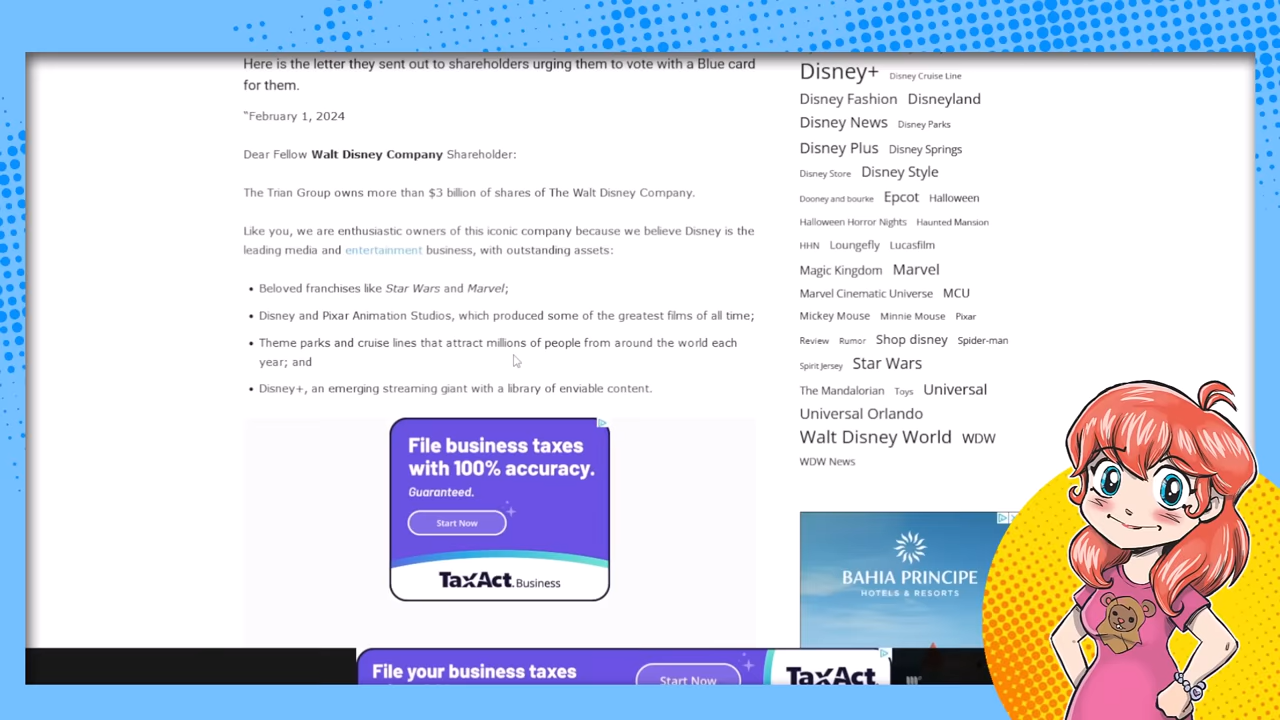 Here is the letter they sent out to shareholders urging them to vote with a Blue card
for them.
“February 1, 2024
Dear Fellow Walt Disney Company Shareholder:
The Trian Group owns more than $3 billion of shares of The Walt Disney Company.
Like you, we are enthusiastic owners of this iconic company because we believe Disney is the
leading media and entertainment business, with outstanding assets:
• Beloved franchises like Star Wars and Marvel;
• Disney and Pixar Animation Studios, which produced some of the greatest films of all time;
• Theme parks and cruise lines that attract millions of people from around the world each
year; and
• Disney+, an emerging streaming giant with a library of enviable content.
File business taxes
with 100% accuracy.
Guaranteed.
Start Now
TaxAct. Business
File your business taxes
Start Now
TaxAct
Disney+ Disney Cruise Line
Disney Fashion Disneyland
Disney News Disney Parks
Disney Plus Disney Springs
Disney Store Disney Style
Dooney and bourke Epcot Halloween
Halloween Horror Nights Haunted Mansion
HHN Loungefly Lucasfilm
Magic Kingdom Marvel
Marvel Cinematic Universe MCU
Mickey Mouse Minnie Mouse Pixar
Review Rumor Shop disney Spider-man
Spirit Jersey Star Wars
The Mandalorian Toys Universal
Universal Orlando
Walt Disney World WDW
WDW News
BAHIA PRINCIPE
HOTELS & RESORTS